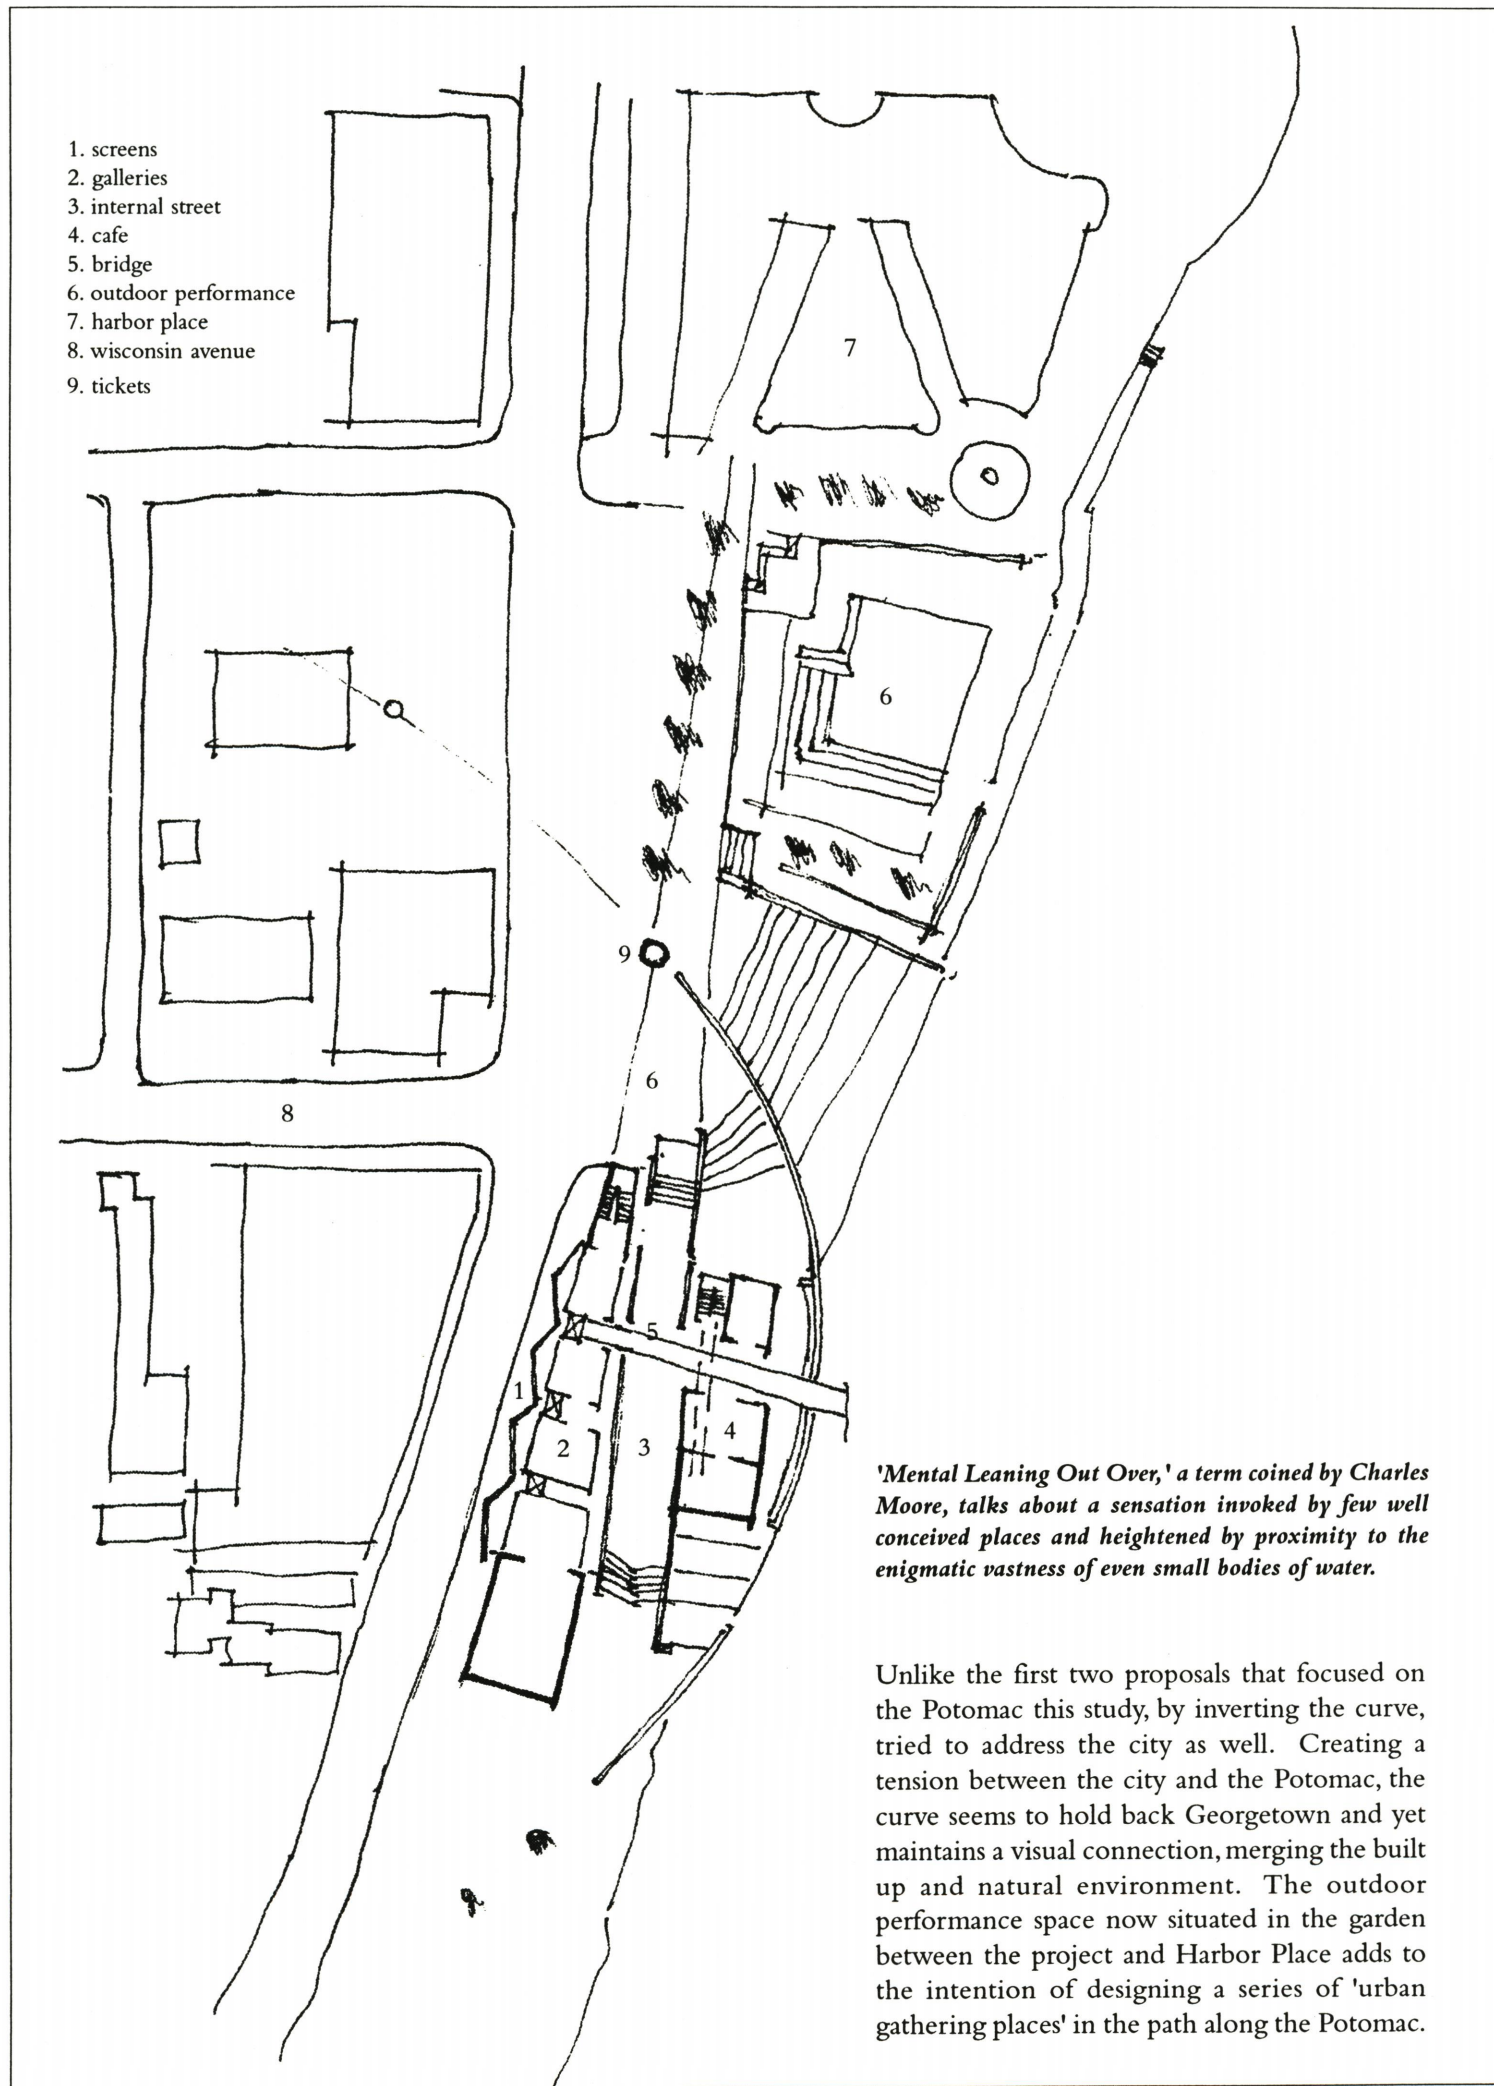 1. screens
2. galleries
3. internal street
4. cafe
5. bridge
6. outdoor performance
7. harbor place
8. wisconsin avenue
9. tickets
7
6
9
6
8
5
1
2
3
4
'Mental Leaning Out Over,' a term coined by Charles
Moore, talks about a sensation invoked by few well
conceived places and heightened by proximity to the
enigmatic vastness of even small bodies of water.
Unlike the first two proposals that focused on
the Potomac this study, by inverting the curve,
tried to address the city as well. Creating a
tension between the city and the Potomac, the
curve seems to hold back Georgetown and yet
maintains a visual connection, merging the built
up and natural environment. The outdoor
performance space now situated in the garden
between the project and Harbor Place adds to
the intention of designing a series of 'urban
gathering places' in the path along the Potomac.